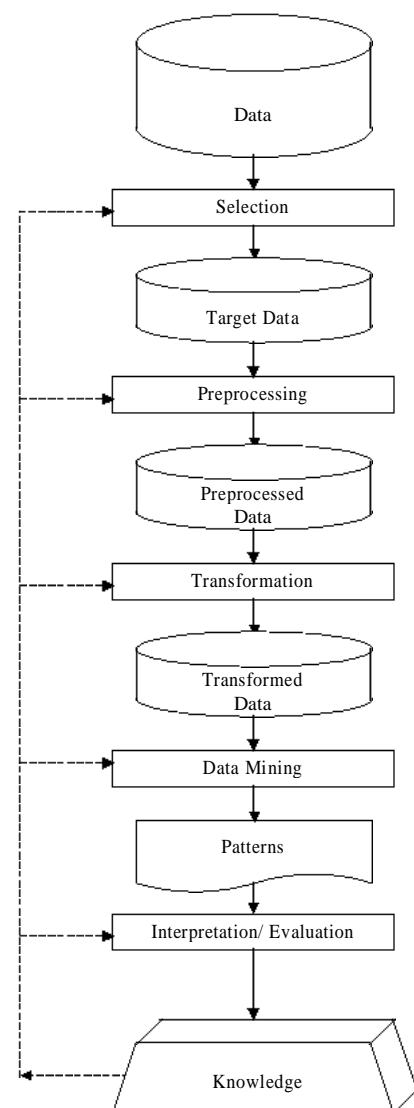 Data
Selection
Target Data
Preprocessing
Preprocessed
Data
Transformation
Transformed
Data
Data Mining
Patterns
Interpretation/ Evaluation
Knowledge